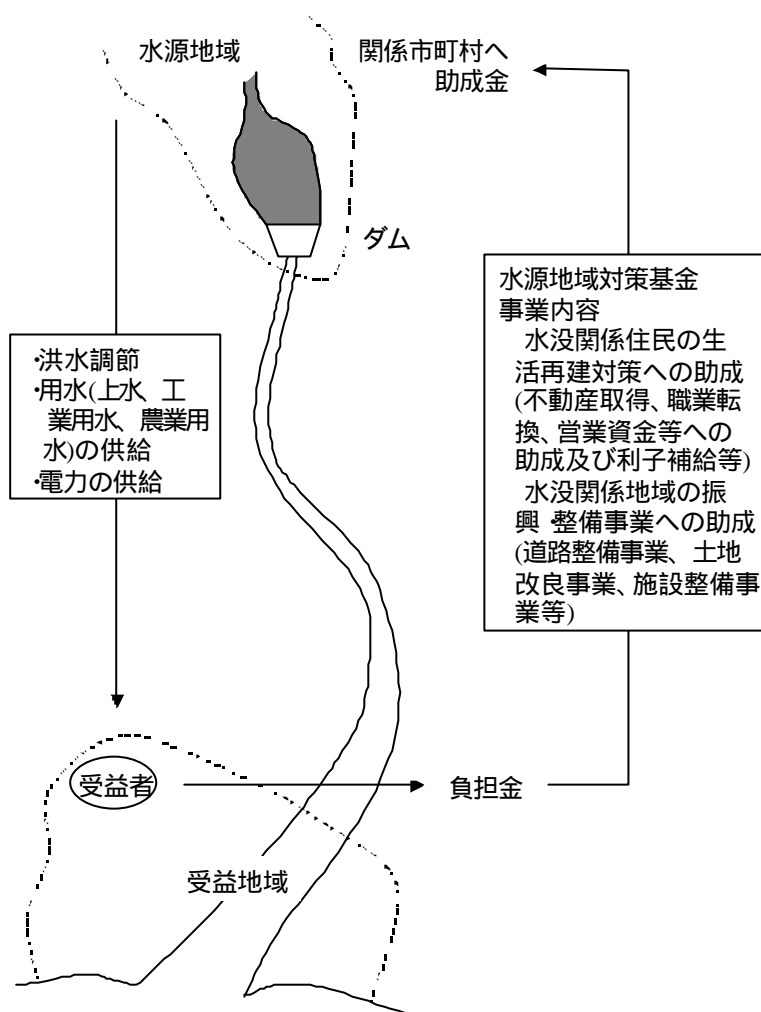 水源地域
関係市町村へ
助成金
ダム
・洪水調節
・用水(上水、工
業用水、農業用
水)の供給
・電力の供給
水源地域対策基金
事業内容
水没関係住民の生
活再建対策への助成
(不動産取得、職業転
換、営業資金等への
助成及び利子補給等)
水没関係地域の振
興・整備事業への助成
(道路整備事業、土地
改良事業、施設整備事
業等)
受益者
負担金
受益地域